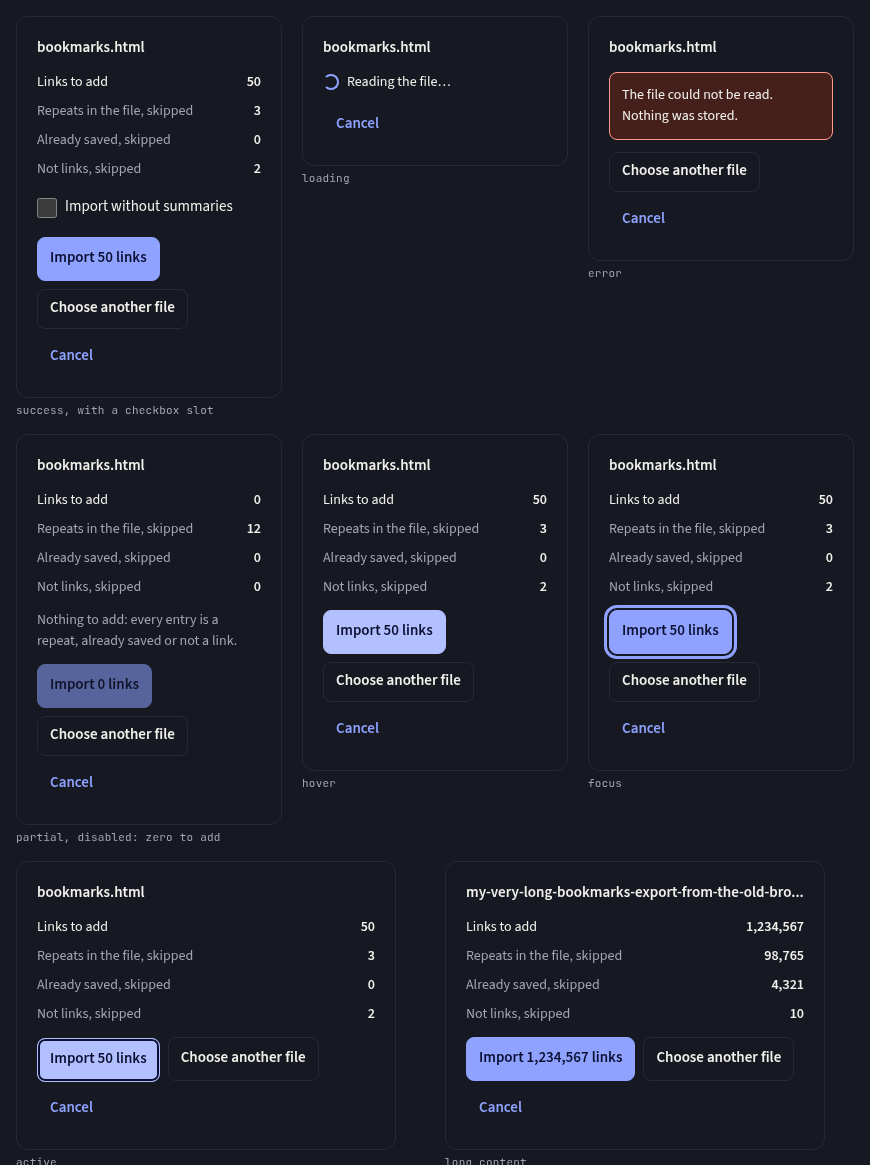 bookmarks.html
Links to add 50
Repeats in the file, skipped 3
Already saved, skipped 0
Not links, skipped 2
Import without summaries
Import 50 links
Choose another file
Cancel
success, with a checkbox slot
bookmarks.html
Reading the file…
Cancel
loading
bookmarks.html
The file could not be read.
Nothing was stored.
Choose another file
Cancel
error
bookmarks.html
Links to add 0
Repeats in the file, skipped 12
Already saved, skipped 0
Not links, skipped 0
Nothing to add: every entry is a
repeat, already saved or not a link.
Import 0 links
Choose another file
Cancel
partial, disabled: zero to add
bookmarks.html
Links to add 50
Repeats in the file, skipped 3
Already saved, skipped 0
Not links, skipped 2
Import 50 links
Choose another file
Cancel
hover
bookmarks.html
Links to add 50
Repeats in the file, skipped 3
Already saved, skipped 0
Not links, skipped 2
Import 50 links
Choose another file
Cancel
focus
bookmarks.html
Links to add 50
Repeats in the file, skipped 3
Already saved, skipped 0
Not links, skipped 2
Import 50 links Choose another file
Cancel
active
my-very-long-bookmarks-export-from-the-old-bro...
Links to add 1,234,567
Repeats in the file, skipped 98,765
Already saved, skipped 4,321
Not links, skipped 10
Import 1,234,567 links Choose another file
Cancel
long content